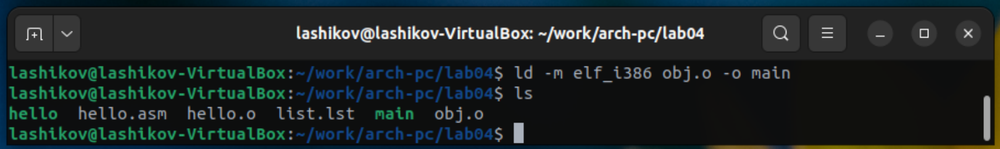 lashikov@lashikov-VirtualBox: ~/work/arch-pc/lab04
lashikov@lashikov-VirtualBox:~/work/arch-pc/lab04$ ld -m elf_i386 obj.o -o main
lashikov@lashikov-VirtualBox:~/work/arch-pc/lab04$ ls
hello  hello.asm  hello.o  list.lst  main  obj.o
lashikov@lashikov-VirtualBox:~/work/arch-pc/lab04$